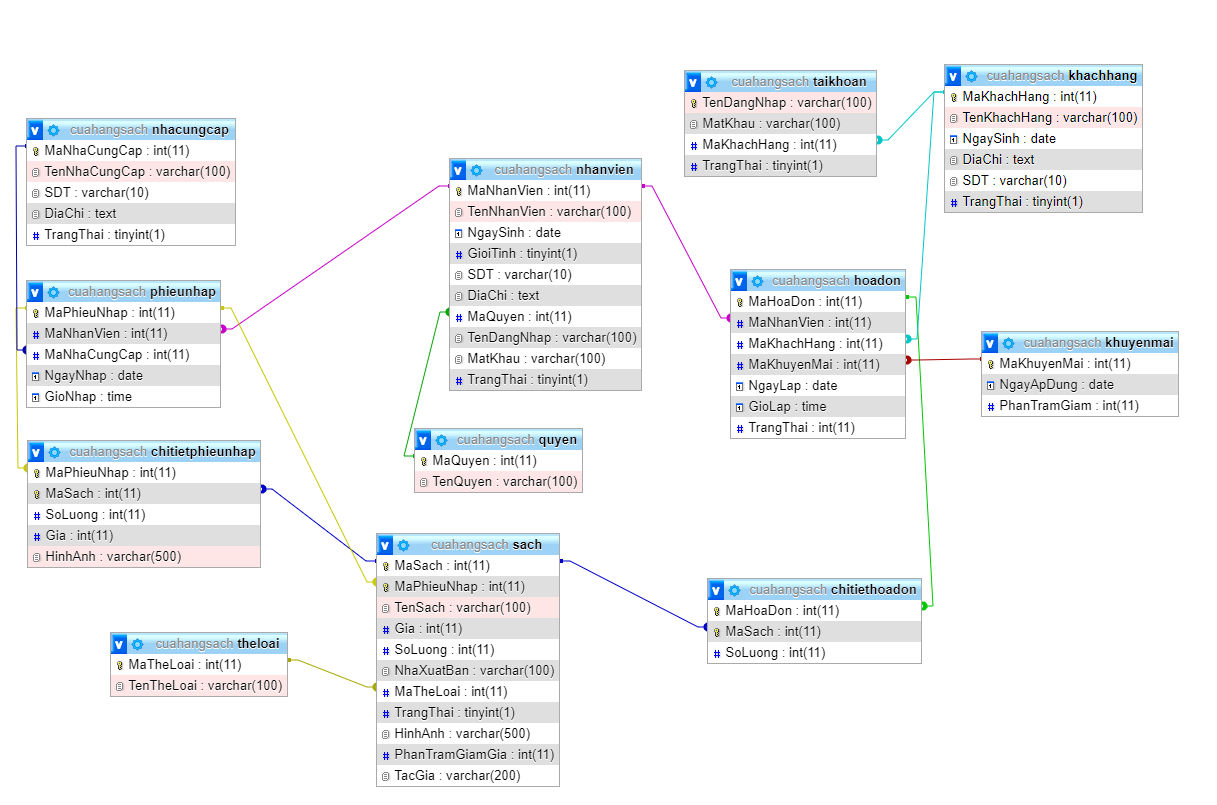 cuahangsach nhacungcap
MaNhaCungCap : int(11)
TenNhaCungCap : varchar(100)
SDT : varchar(10)
DiaChi : text
TrangThai : tinyint(1)
cuahangsach phieunhap
MaPhieuNhap : int(11)
MaNhanVien : int(11)
MaNhaCungCap : int(11)
NgayNhap : date
GioNhap : time
cuahangsach chitietphieunhap
MaPhieuNhap : int(11)
MaSach : int(11)
SoLuong : int(11)
Gia : int(11)
HinhAnh : varchar(500)
cuahangsach theloai
MaTheLoai : int(11)
TenTheLoai : varchar(100)
cuahangsach nhanvien
MaNhanVien : int(11)
TenNhanVien : varchar(100)
NgaySinh : date
GioiTinh : tinyint(1)
SDT : varchar(10)
DiaChi : text
MaQuyen : int(11)
TenDangNhap : varchar(100)
MatKhau : varchar(100)
TrangThai : tinyint(1)
cuahangsach quyen
MaQuyen : int(11)
TenQuyen : varchar(100)
cuahangsach sach
MaSach : int(11)
MaPhieuNhap : int(11)
TenSach : varchar(100)
Gia : int(11)
SoLuong : int(11)
NhaXuatBan : varchar(100)
MaTheLoai : int(11)
TrangThai : tinyint(1)
HinhAnh : varchar(500)
PhanTramGiamGia : int(11)
TacGia : varchar(200)
cuahangsach taikhoan
TenDangNhap : varchar(100)
MatKhau : varchar(100)
MaKhachHang : int(11)
TrangThai : tinyint(1)
cuahangsach khachhang
MaKhachHang : int(11)
TenKhachHang : varchar(100)
NgaySinh : date
DiaChi : text
SDT : varchar(10)
TrangThai : tinyint(1)
cuahangsach hoadon
MaHoaDon : int(11)
MaNhanVien : int(11)
MaKhachHang : int(11)
MaKhuyenMai : int(11)
NgayLap : date
GioLap : time
TrangThai : int(11)
cuahangsach khuyenmai
MaKhuyenMai : int(11)
NgayApDung : date
PhanTramGiam : int(11)
cuahangsach chitiethoadon
MaHoaDon : int(11)
MaSach : int(11)
SoLuong : int(11)